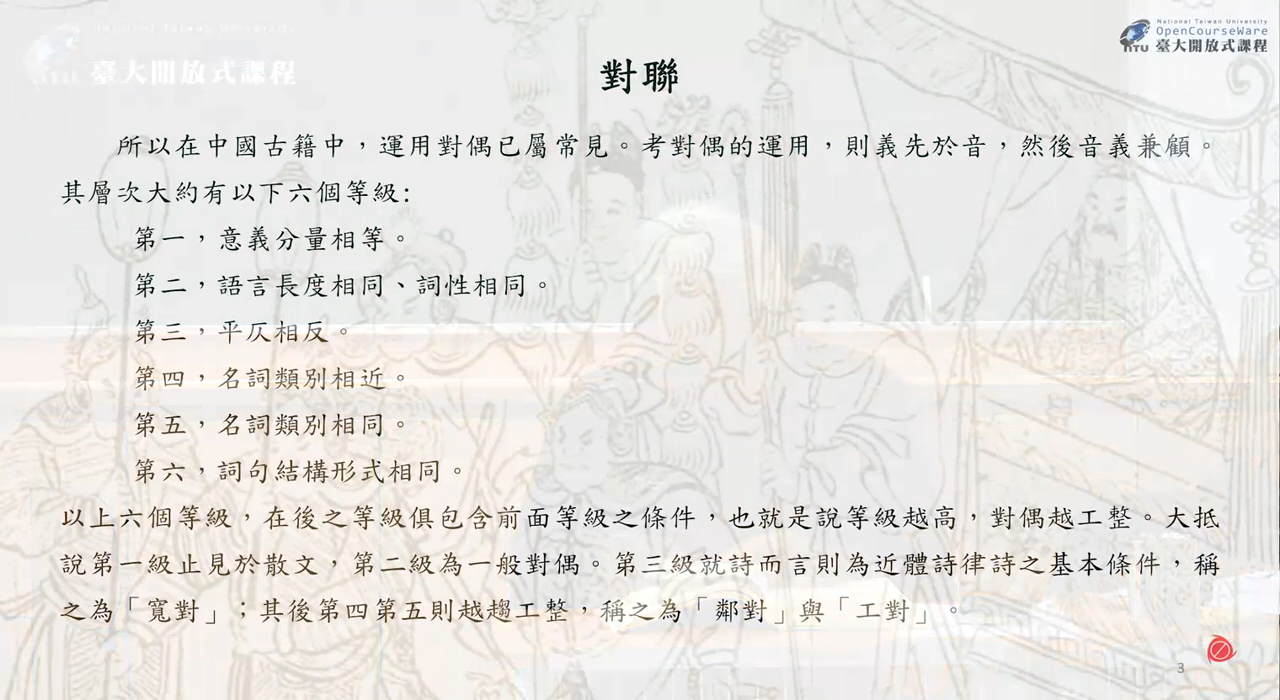 National Taiwan University
臺大開放式課程
NTU
National Taiwan University
OpenCourseWare
臺大開放式課程
NTU
對聯
所以在中國古籍中，運用對偶已屬常見。考對偶的運用，則義先於音，然後音義兼顧。
其層次大約有以下六個等級:
第一，意義分量相等。
第二，語言長度相同、詞性相同。
第三，平仄相反。
第四，名詞類別相近。
第五，名詞類別相同。
第六，詞句結構形式相同。
以上六個等級，在後之等級俱包含前面等級之條件，也就是說等級越高，對偶越工整。大抵
說第一級止見於散文，第二級為一般對偶。第三級就詩而言則為近體詩律詩之基本條件，稱
之為「寬對」；其後第四第五則越趨工整，稱之為「鄰對」與「工對」。
3